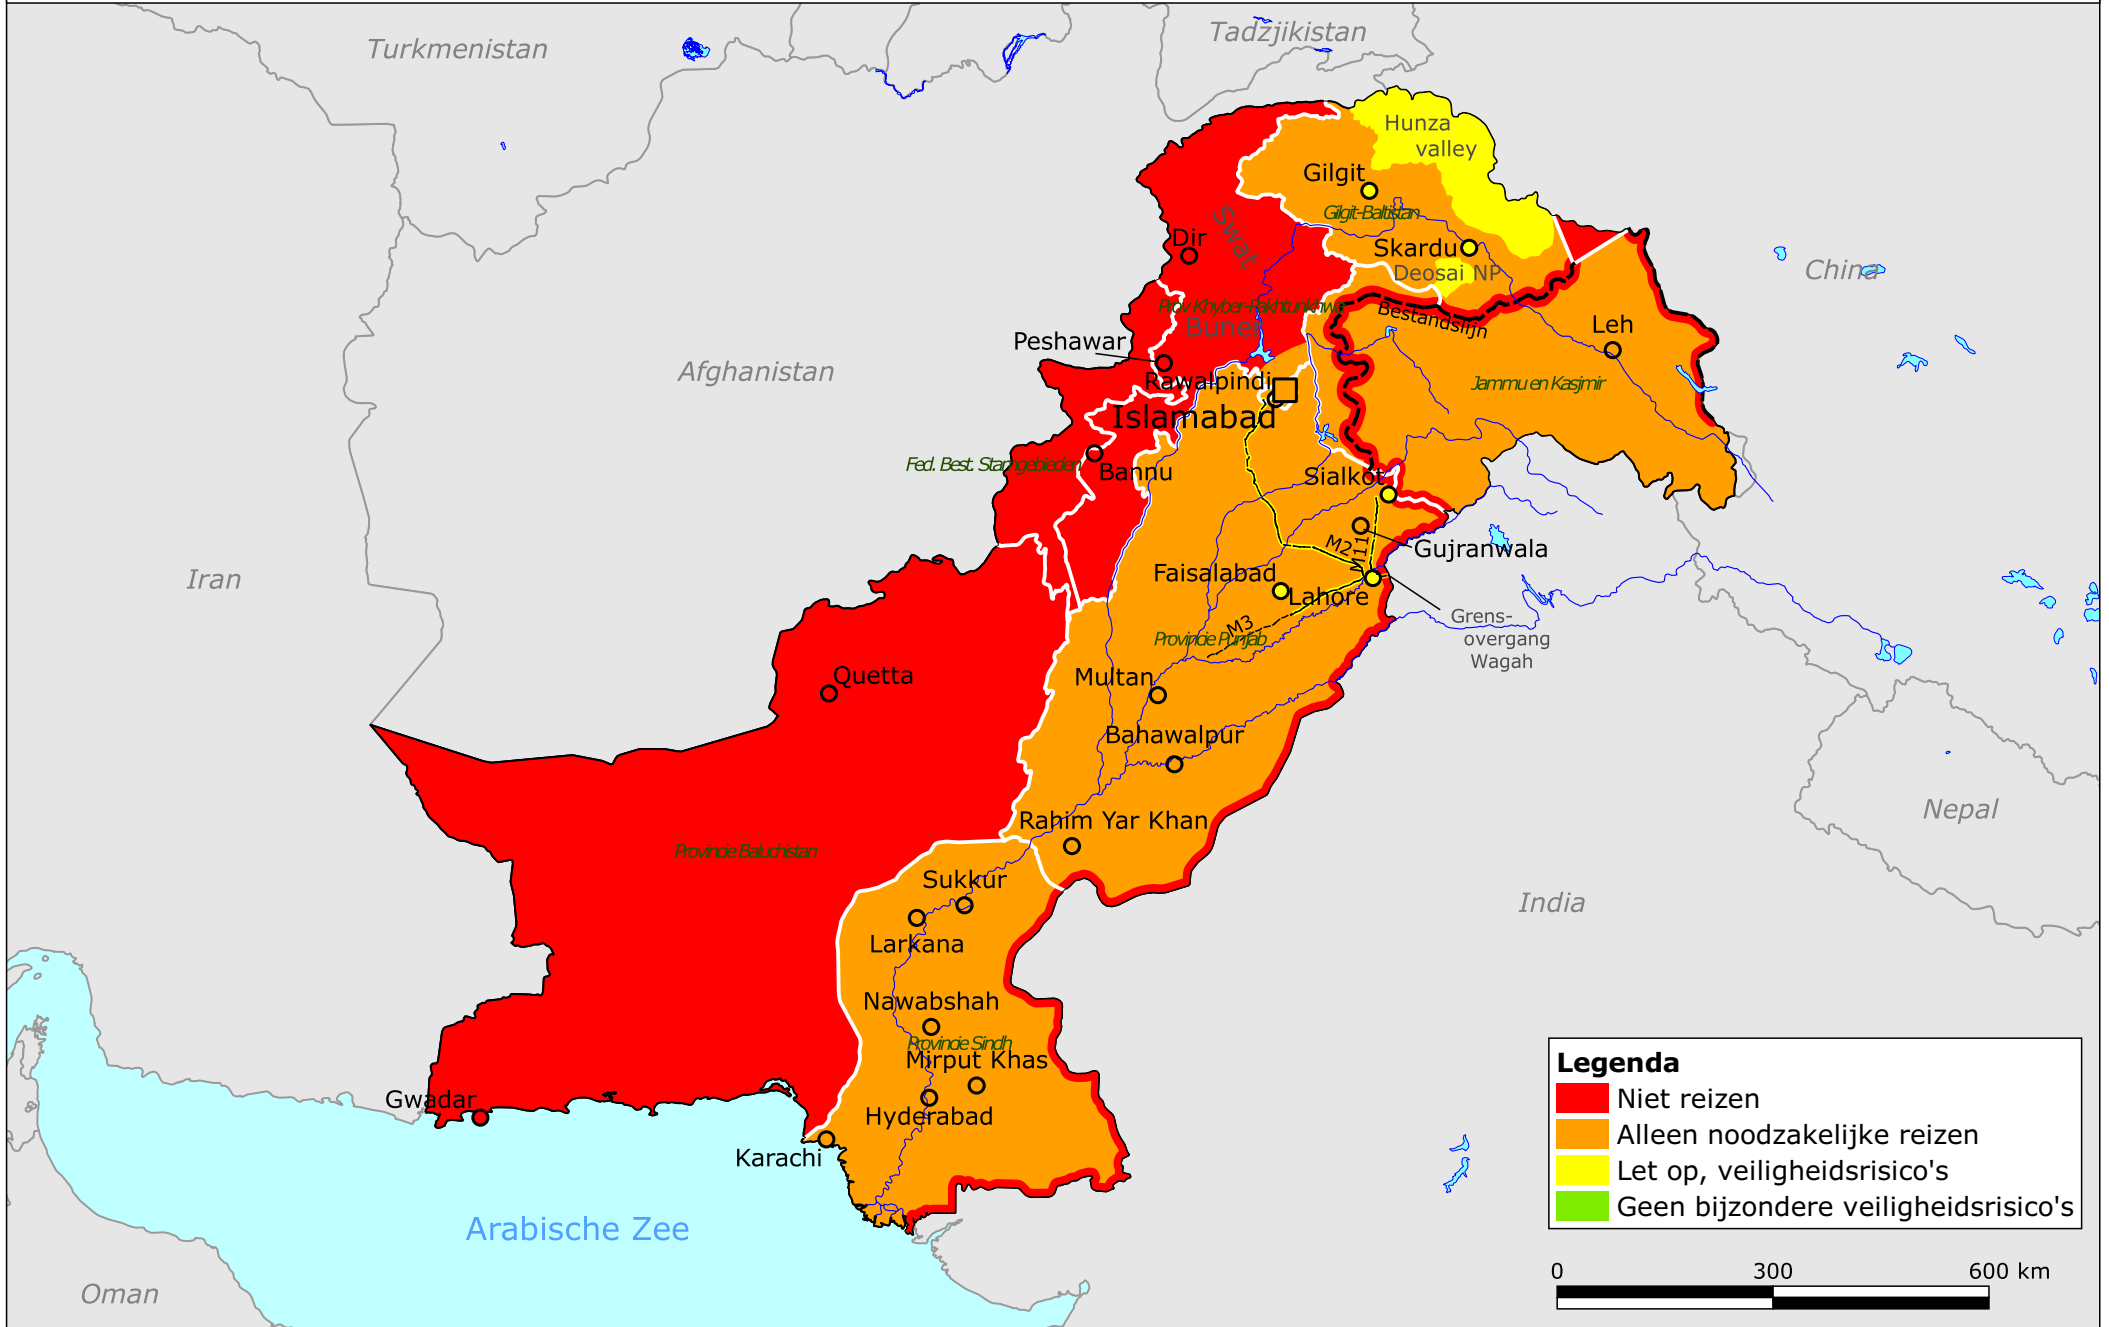 Turkmenistan
Tadzjikistan
Hunza
valley
Gilgit
Gilgit-Baltistan
Swat
Dir
Skardu
Deosai NP
China
Prov Khyber-Pakhtunkhwa
Bestandslijn
Buner
Leh
Peshawar
Afghanistan
Rawalpindi
Jammu en Kasjmir
Islamabad
Fed. Best. Stamgebieden
Bannu
Sialkot
M2
M11
Gujranwala
Iran
Faisalabad
Lahore
Grens-
overgang
Wagah
M3
Provincie Punjab
Quetta
Multan
Bahawalpur
Nepal
Rahim Yar Khan
Provincie Baluchistan
Sukkur
India
Larkana
Nawabshah
Provincie Sindh
Mirput Khas
Gwadar
Hyderabad
Karachi
Arabische Zee
Oman
Legenda
Niet reizen
Alleen noodzakelijke reizen
Let op, veiligheidsrisico's
Geen bijzondere veiligheidsrisico's
0 300 600 km